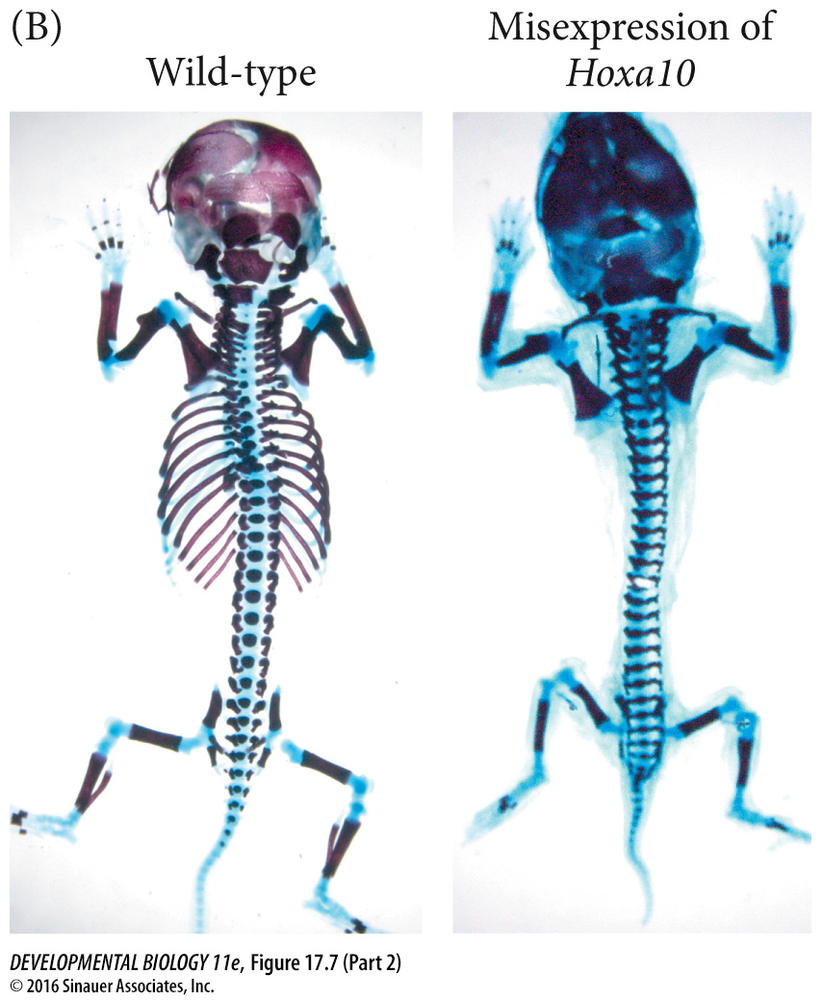 (B)
Wild-type
Misexpression of
Hoxa10
DEVELOPMENTAL BIOLOGY 11e, Figure 17.7 (Part 2)
© 2016 Sinauer Associates, Inc.